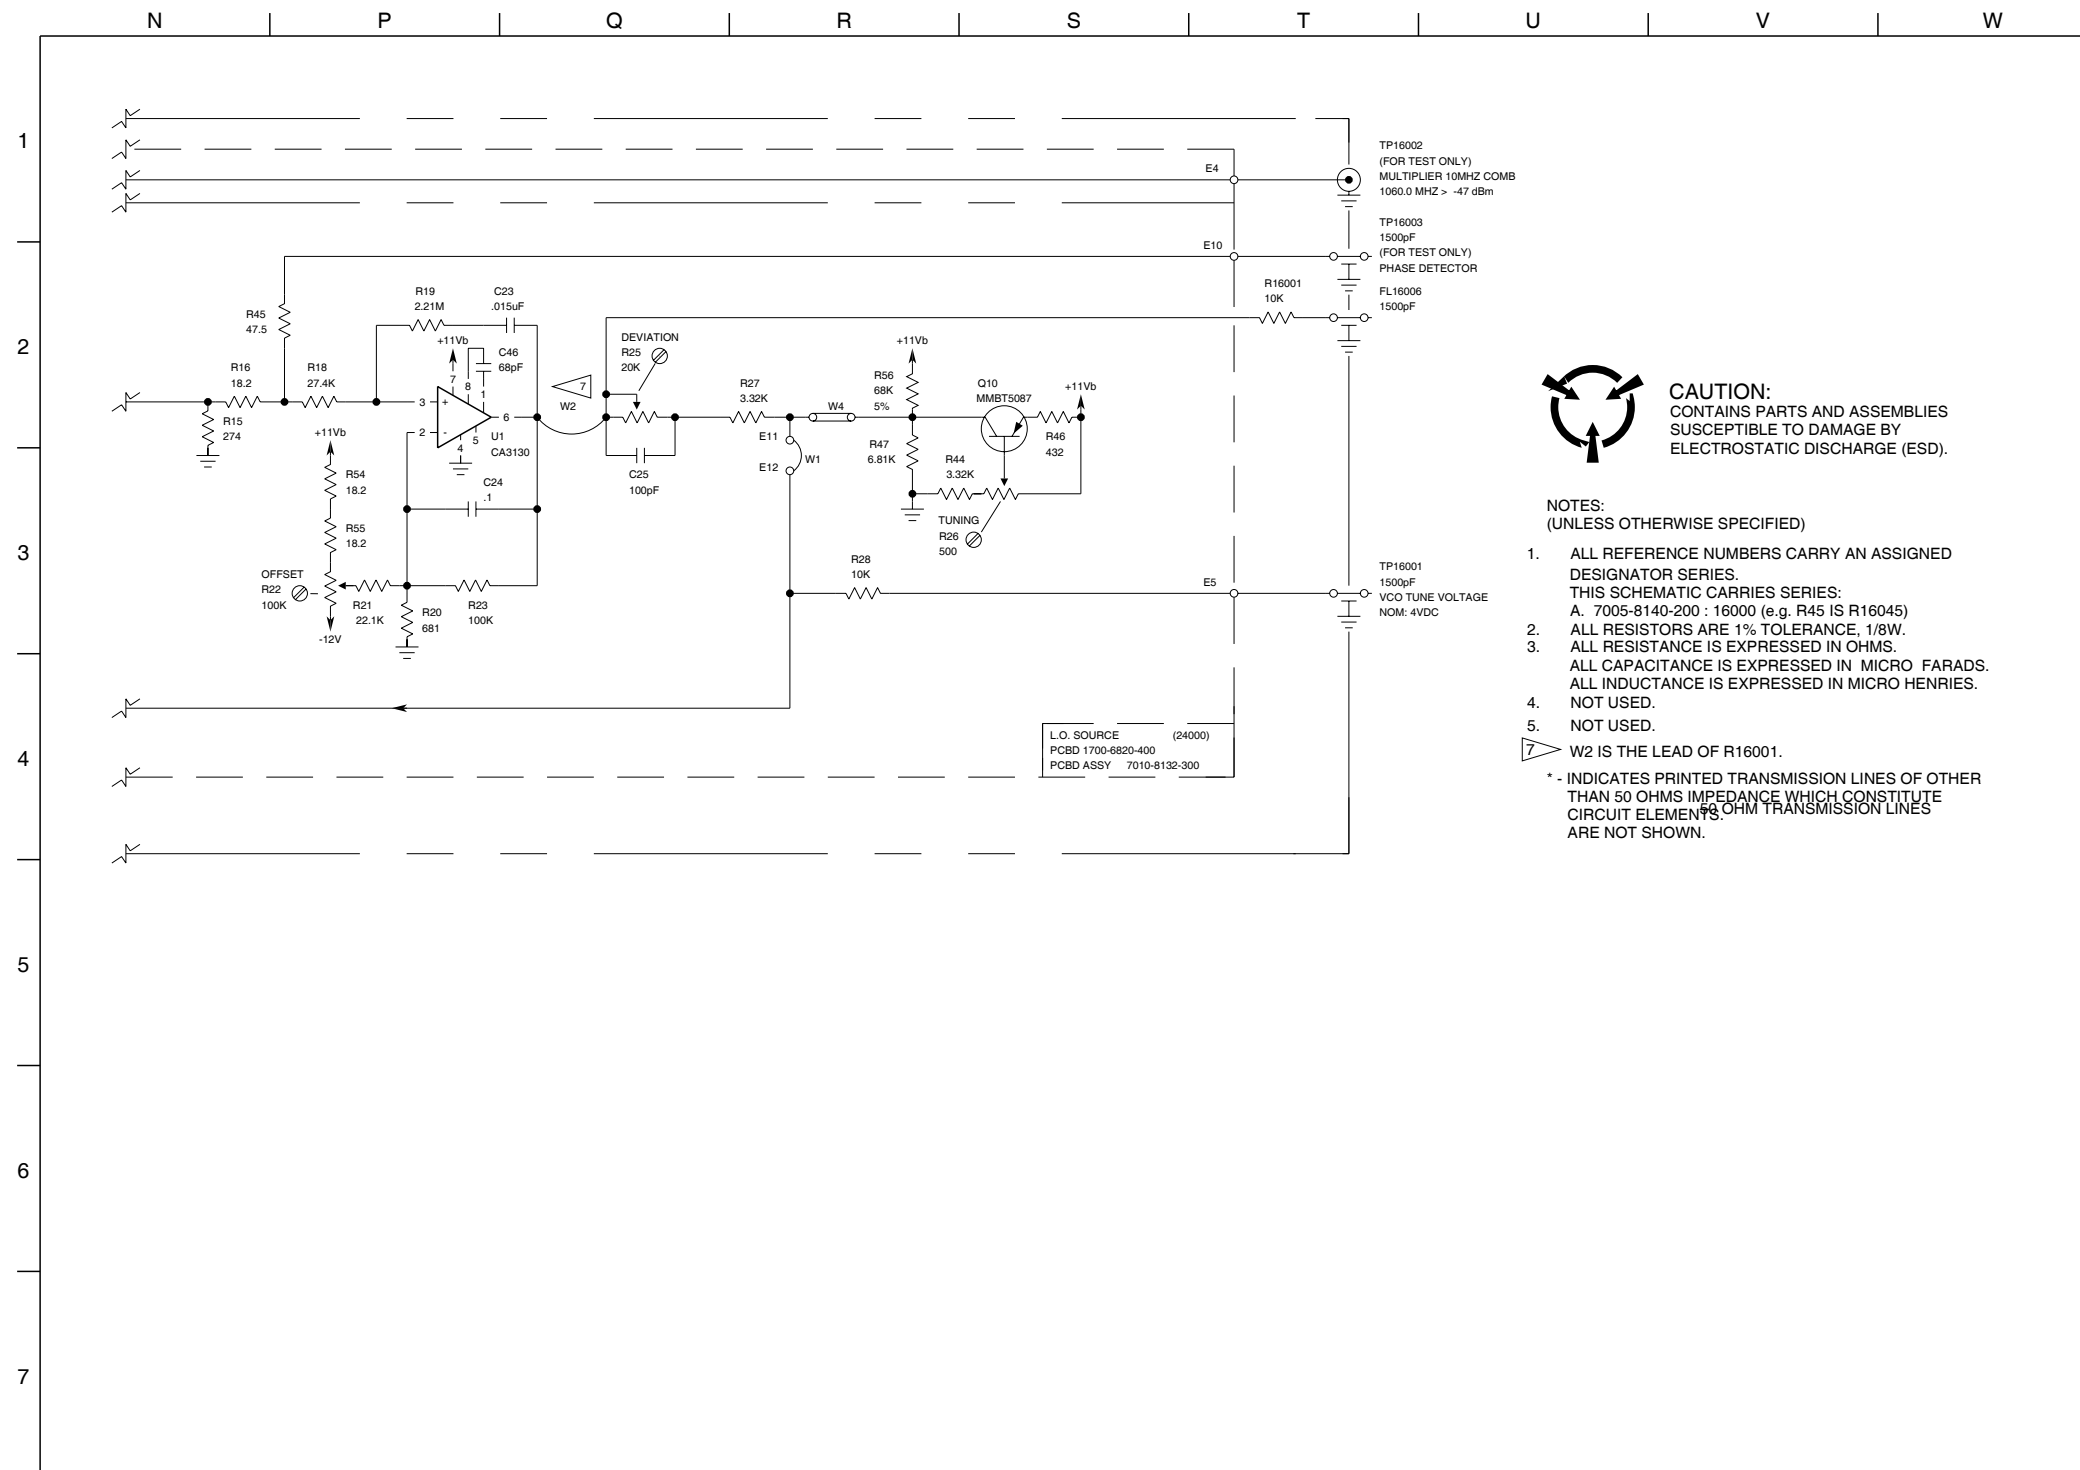 N P Q R S T U V W
1
TP16002
(FOR TEST ONLY)
MULTIPLIER 10MHZ COMB
1060.0 MHZ > -47 dBm
E4
TP16003
1500pF
(FOR TEST ONLY)
PHASE DETECTOR
E10
R16001
10K
FL16006
1500pF
2
R45
47.5
R19
2.21M
C23
.015uF
+11Vb
C46
68pF
DEVIATION
R25
20K
7
W2
R16
18.2
R18
27.4K
R15
274
3
+
2
-
7
8
1
6
5
4
U1
CA3130
R27
3.32K
W4
+11Vb
R56
68K
5%
Q10
MMBT5087
+11Vb
R46
432
R47
6.81K
R44
3.32K
E11
E12
W1
C25
100pF
+11Vb
R54
18.2
C24
.1
3
R55
18.2
OFFSET
R22
100K
R21
22.1K
-12V
R20
681
R23
100K
TUNING
R26
500
R28
10K
E5
TP16001
1500pF
VCO TUNE VOLTAGE
NOM: 4VDC
4
L.O. SOURCE (24000)
PCBD 1700-6820-400
PCBD ASSY 7010-8132-300
5
6
7
CAUTION:
CONTAINS PARTS AND ASSEMBLIES
SUSCEPTIBLE TO DAMAGE BY
ELECTROSTATIC DISCHARGE (ESD).
NOTES:
(UNLESS OTHERWISE SPECIFIED)
1. ALL REFERENCE NUMBERS CARRY AN ASSIGNED
DESIGNATOR SERIES.
THIS SCHEMATIC CARRIES SERIES:
A. 7005-8140-200 : 16000 (e.g. R45 IS R16045)
2. ALL RESISTORS ARE 1% TOLERANCE, 1/8W.
3. ALL RESISTANCE IS EXPRESSED IN OHMS.
ALL CAPACITANCE IS EXPRESSED IN MICRO FARADS.
ALL INDUCTANCE IS EXPRESSED IN MICRO HENRIES.
4. NOT USED.
5. NOT USED.
7 W2 IS THE LEAD OF R16001.
* - INDICATES PRINTED TRANSMISSION LINES OF OTHER
THAN 50 OHMS IMPEDANCE WHICH CONSTITUTE
CIRCUIT ELEMENTS.
50 OHM TRANSMISSION LINES
ARE NOT SHOWN.